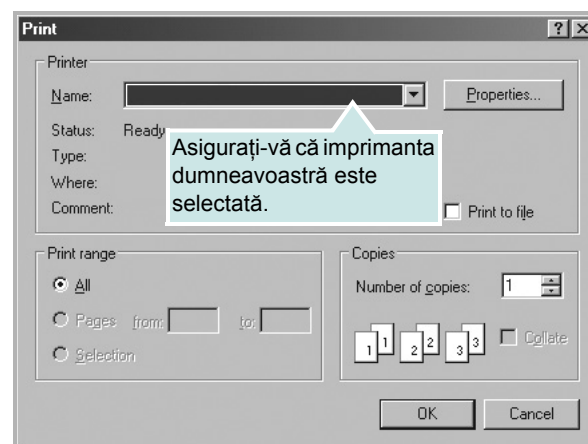 Print
Printer
Name:
Properties...
Status: Ready
Type:
Where:
Comment:
Asigurați-vă că imprimanta
dumneavoastră este
selectată.
Print to file
Print range
All
Pages from: to:
Selection
Copies
Number of copies: 1
1 1 2 2 3 3
Collate
OK Cancel